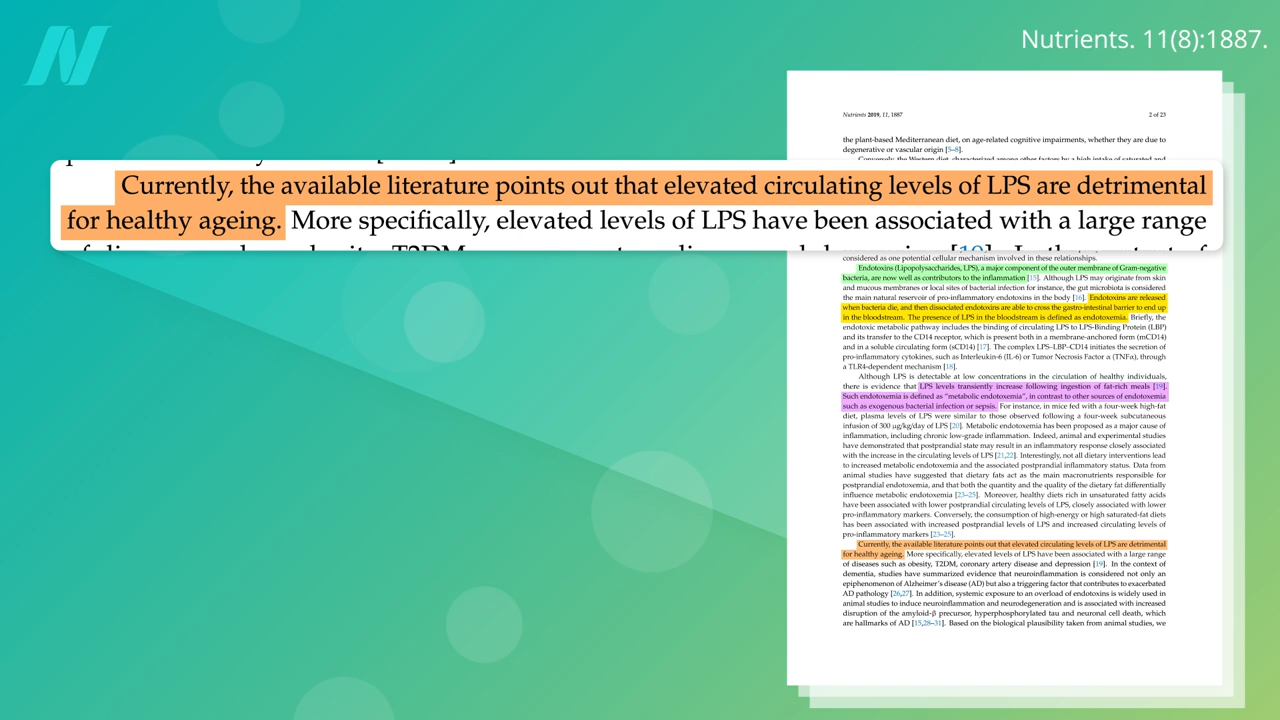 Nutrients. 11(8):1887.
Nutrients 2019, 11, 1887
2 of 23
the plant-based Mediterranean diet, on age-related cognitive impairments, whether they are due to
degenerative or vascular origin [5–8].
Currently, the available literature points out that elevated circulating levels of LPS are detrimental
for healthy ageing. More specifically, elevated levels of LPS have been associated with a large range
considered as one potential cellular mechanism involved in these relationships.
Endotoxins (Lipopolysaccharides, LPS), a major component of the outer membrane of Gram-negative
bacteria, are now well as contributors to the inflammation [15]. Although LPS may originate from skin
and mucous membranes or local sites of bacterial infection for instance, the gut microbiota is considered
the main natural reservoir of pro-inflammatory endotoxins in the body [16]. Endotoxins are released
when bacteria die, and then dissociated endotoxins are able to cross the gastro-intestinal barrier to end up
in the bloodstream. The presence of LPS in the bloodstream is defined as endotoxemia. Briefly, the
endotoxic metabolic pathway includes the binding of circulating LPS to LPS-Binding Protein (LBP)
and its transfer to the CD14 receptor, which is present both in a membrane-anchored form (mCD14)
and in a soluble circulating form (sCD14) [17]. The complex LPS–LBP–CD14 initiates the secretion of
pro-inflammatory cytokines, such as Interleukin-6 (IL-6) or Tumor Necrosis Factor α (TNFα), through
a TLR4-dependent mechanism [18].
Although LPS is detectable at low concentrations in the circulation of healthy individuals,
there is evidence that LPS levels transiently increase following ingestion of fat-rich meals [19].
Such endotoxemia is defined as “metabolic endotoxemia”, in contrast to other sources of endotoxemia
such as exogenous bacterial infection or sepsis. For instance, in mice fed with a four-week high-fat
diet, plasma levels of LPS were similar to those observed following a four-week subcutaneous
infusion of 300 µg/kg/day of LPS [20]. Metabolic endotoxemia has been proposed as a major cause of
inflammation, including chronic low-grade inflammation. Indeed, animal and experimental studies
have demonstrated that postprandial state may result in an inflammatory response closely associated
with the increase in the circulating levels of LPS [21,22]. Interestingly, not all dietary interventions lead
to increased metabolic endotoxemia and the associated postprandial inflammatory status. Data from
animal studies have suggested that dietary fats act as the main macronutrients responsible for
postprandial endotoxemia, and that both the quantity and the quality of the dietary fat differentially
influence metabolic endotoxemia [23–25]. Moreover, healthy diets rich in unsaturated fatty acids
have been associated with lower postprandial circulating levels of LPS, closely associated with lower
pro-inflammatory markers. Conversely, the consumption of high-energy or high saturated-fat diets
has been associated with increased postprandial levels of LPS and increased circulating levels of
pro-inflammatory markers [23–25].
Currently, the available literature points out that elevated circulating levels of LPS are detrimental
for healthy ageing. More specifically, elevated levels of LPS have been associated with a large range
of diseases such as obesity, T2DM, coronary artery disease and depression [19]. In the context of
dementia, studies have summarized evidence that neuroinflammation is considered not only an
epiphenomenon of Alzheimer’s disease (AD) but also a triggering factor that contributes to exacerbated
AD pathology [26,27]. In addition, systemic exposure to an overload of endotoxins is widely used in
animal studies to induce neuroinflammation and neurodegeneration and is associated with increased
disruption of the amyloid-β precursor, hyperphosphorylated tau and neuronal cell death, which
are hallmarks of AD [15,28–31]. Based on the biological plausibility taken from animal studies, we